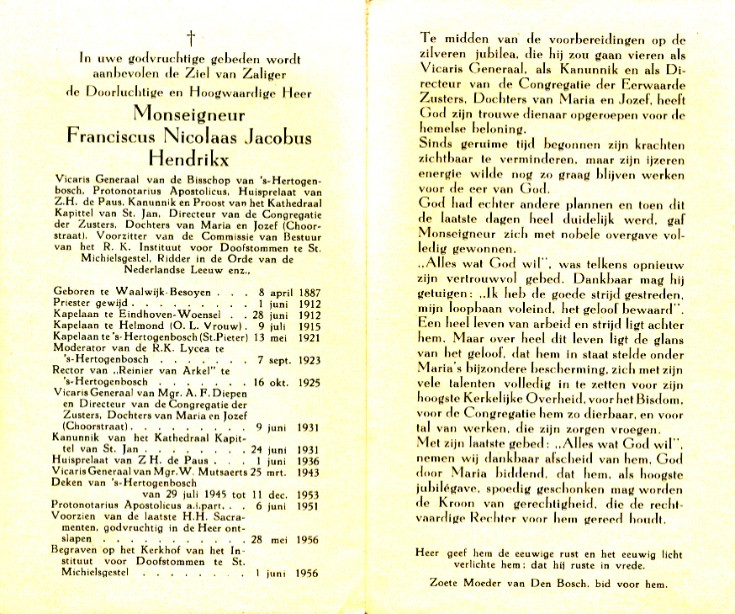 †
In uwe godvruchtige gebeden wordt
aanbevolen de Ziel van Zaliger
de Doorluchtige en Hoogwaardige Heer
Monseigneur
Franciscus Nicolaas Jacobus
Hendrikx
Vicaris Generaal van de Bisschop van 's-Hertogen-
bosch, Protonotarius Apostolicus, Huisprelaat van
Z.H. de Paus, Kanunnik en Proost van het Kathedraal
Kapittel van St. Jan, Directeur van de Congregatie
der Zusters, Dochters van Maria en Jozef (Choor-
straat), Voorzitter van de Commissie van Bestuur
van het R. K. Instituut voor Doofstommen te St.
Michielsgestel, Ridder in de Orde van de
Nederlandse Leeuw enz.,
Geboren te Waalwijk-Besoyen . . . 8 april 1887
Priester gewijd . . . . . . . . 1 juni 1912
Kapelaan te Eindhoven-Woensel . . 28 juni 1912
Kapelaan te Helmond (O. L. Vrouw) . 9 juli 1915
Kapelaan te 's-Hertogenbosch (St. Pieter) 13 mei 1921
Moderator van de R.K. Lycea te
's-Hertogenbosch . . . . . . 7 sept. 1923
Rector van „Reinier van Arkel" te
's-Hertogenbosch . . . . . . 16 okt. 1925
Vicaris Generaal van Mgr. A. F. Diepen
en Directeur van de Congregatie der
Zusters, Dochters van Maria en Jozef
(Choorstraat) . . . . . . . . 9 juni 1931
Kanunnik van het Kathedraal Kapit-
tel van St. Jan . . . . . . . 24 juni 1931
Huisprelaat van Z H. de Paus . . . 1 juni 1936
Vicaris Generaal van Mgr. W. Mutsaerts 25 mrt. 1943
Deken van 's-Hertogenbosch
van 29 juli 1945 tot 11 dec. 1953
Protonotarius Apostolicus a.i.part. . . 6 juni 1951
Voorzien van de laatste H.H. Sacra-
menten, godvruchtig in de Heer ont-
slapen . . . . . . . . . . 28 mei 1956
Begraven op het Kerkhof van het In-
stituut voor Doofstommen te St.
Michielsgestel . . . . . . . . 1 juni 1956
Te midden van de voorbereidingen op de
zilveren jubilea, die hij zou gaan vieren als
Vicaris Generaal, als Kanunnik en als Di-
recteur van de Congregatie der Eerwaarde
Zusters, Dochters van Maria en Jozef, heeft
God zijn trouwe dienaar opgeroepen voor de
hemelse beloning.
Sinds geruime tijd begonnen zijn krachten
zichtbaar te verminderen, maar zijn ijzeren
energie wilde nog zo graag blijven werken
voor de eer van God.
God had echter andere plannen en toen dit
de laatste dagen heel duidelijk werd, gaf
Monseigneur zich met nobele overgave vol-
ledig gewonnen.
„Alles wat God wil", was telkens opnieuw
zijn vertrouwvol gebed. Dankbaar mag hij
getuigen: „Ik heb de goede strijd gestreden,
mijn loopbaan voleind, het geloof bewaard".
Een heel leven van arbeid en strijd ligt achter
hem. Maar over heel dit leven ligt de glans
van het geloof, dat hem in staat stelde onder
Maria's bijzondere bescherming, zich met zijn
vele talenten volledig in te zetten voor zijn
hoogste Kerkelijke Overheid, voor het Bisdom,
voor de Congregatie hem zo dierbaar, en voor
tal van werken, die zijn zorgen vroegen.
Met zijn laatste gebed: „Alles wat God wil",
nemen wij dankbaar afscheid van hem, God
door Maria biddend, dat hem, als hoogste
jubilégave, spoedig geschonken mag worden
de Kroon van gerechtigheid, die de recht-
vaardige Rechter voor hem gereed houdt.
Heer geef hem de eeuwige rust en het eeuwig licht
verlichte hem: dat hij ruste in vrede.
Zoete Moeder van Den Bosch, bid voor hem.